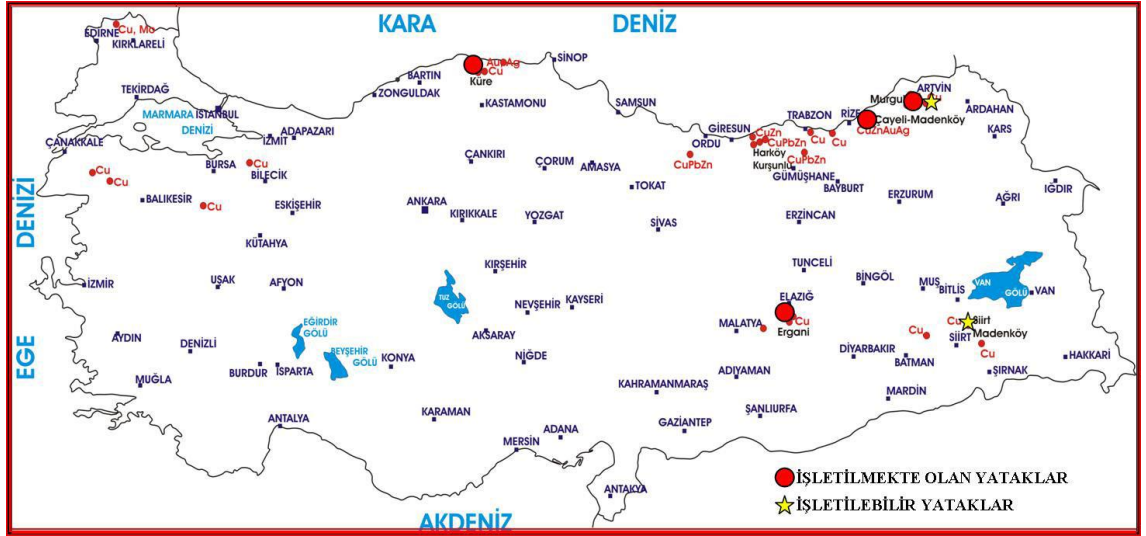 KARA DENİZ
Cu, Mo
EDİRNE
KIRKLARELİ
TEKİRDAĞ
MARMARA
DENİZİ
İSTANBUL
ÇANAKKALE
İZMİT
ADAPAZARI
ZONGULDAK
BARTIN
AuAg
Cu
Küre
KASTAMONU
SİNOP
SAMSUN
ÇANKIRI
ÇORUM
AMASYA
TOKAT
ORDU
GİRESUN
CuPbZn
CuZn
CuPbZn
Harköy
Kurşunlu
CuPbZn
GÜMÜŞHANE
TRABZON
Cu
Cu
RİZE
BAYBURT
ARTVİN
Murgul
Cu
Çayeli-Madenköy
CuZnAuAg
ARDAHAN
KARS
IĞDIR
AĞRI
ERZURUM
ERZİNCAN
Cu
Cu
BURSA
Cu
BİLECİK
BALIKESİR
Cu
ESKİŞEHİR
KÜTAHYA
ANKARA
KIRIKKALE
YOZGAT
SİVAS
EGE DENİZİ
İZMİR
UŞAK
AFYON
KIRŞEHİR
TUZ
GÖLÜ
NEVŞEHİR
KAYSERİ
AKSARAY
NİĞDE
TUNCELİ
BİNGÖL
MUŞ
BİTLİS
VAN
GÖLÜ
VAN
ELAZIĞ
Cu
Ergani
MALATYA
DİYARBAKIR
Cu
BATMAN
Cu
Siirt
Madenköy
SİİRT
Cu
ŞIRNAK
HAKKARİ
MARDİN
AYDIN
DENİZLİ
EĞİRDİR
GÖLÜ
BEYŞEHİR
GÖLÜ
BURDUR
ISPARTA
KONYA
MUĞLA
ANTALYA
KARAMAN
MERSİN
ADANA
KAHRAMANMARAŞ
ADIYAMAN
GAZİANTEP
ŞANLIURFA
ANTAKYA
AKDENİZ
İŞLETİLMEKTE OLAN YATAKLAR
İŞLETİLEBİLİR YATAKLAR